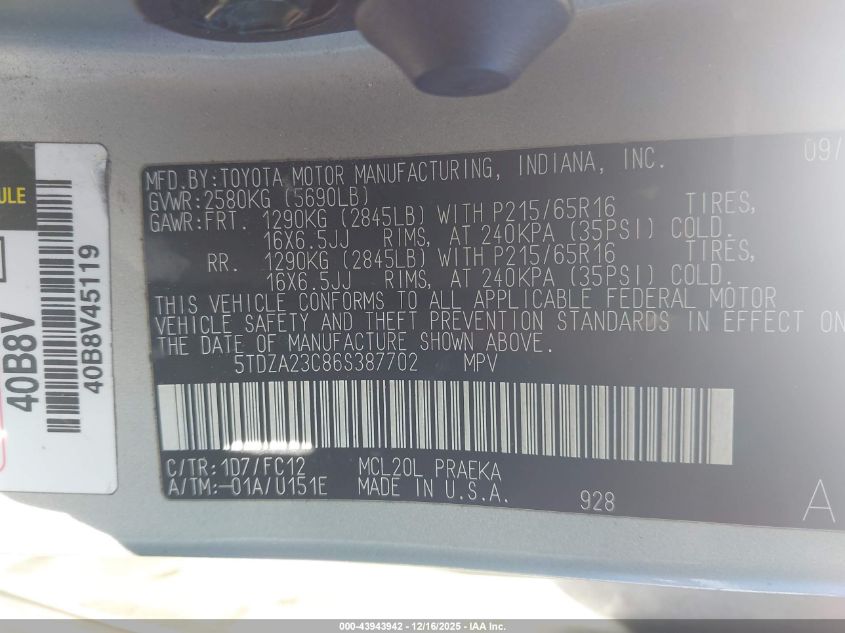 09/
MFD.BY:TOYOTA MOTOR MANUFACTURING, INDIANA, INC.
GVWR:2580KG (5690LB)
GAWR:FRT. 1290KG (2845LB) WITH P215/65R16 TIRES,
16X6.5JJ RIMS, AT 240KPA (35PSI) COLD.
RR. 1290KG (2845LB) WITH P215/65R16 TIRES,
16X6.5JJ RIMS, AT 240KPA (35PSI) COLD.
THIS VEHICLE CONFORMS TO ALL APPLICABLE FEDERAL MOTOR
VEHICLE SAFETY AND THEFT PREVENTION STANDARDS IN EFFECT ON
THE DATE OF MANUFACTURE SHOWN ABOVE.
5TDZA23C86S387702 MPV
C/TR:1D7/FC12 MCL20L PRAEKA
A/TM:-01A/U151E MADE IN U.S.A.
928
A
ULE
40B8V
40B8V45119
000-43943942 - 12/16/2025 - IAA Inc.